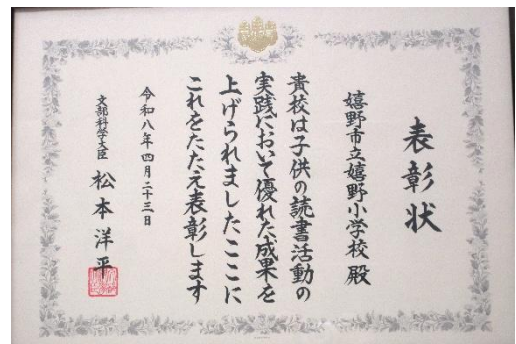 表彰状
嬉野市立嬉野小学校 殿
貴校は子供の読書活動の
実践において優れた成果を
上げられましたここに
これをたたえ表彰します
令和八年四月二十三日
文部科学大臣 松本洋平